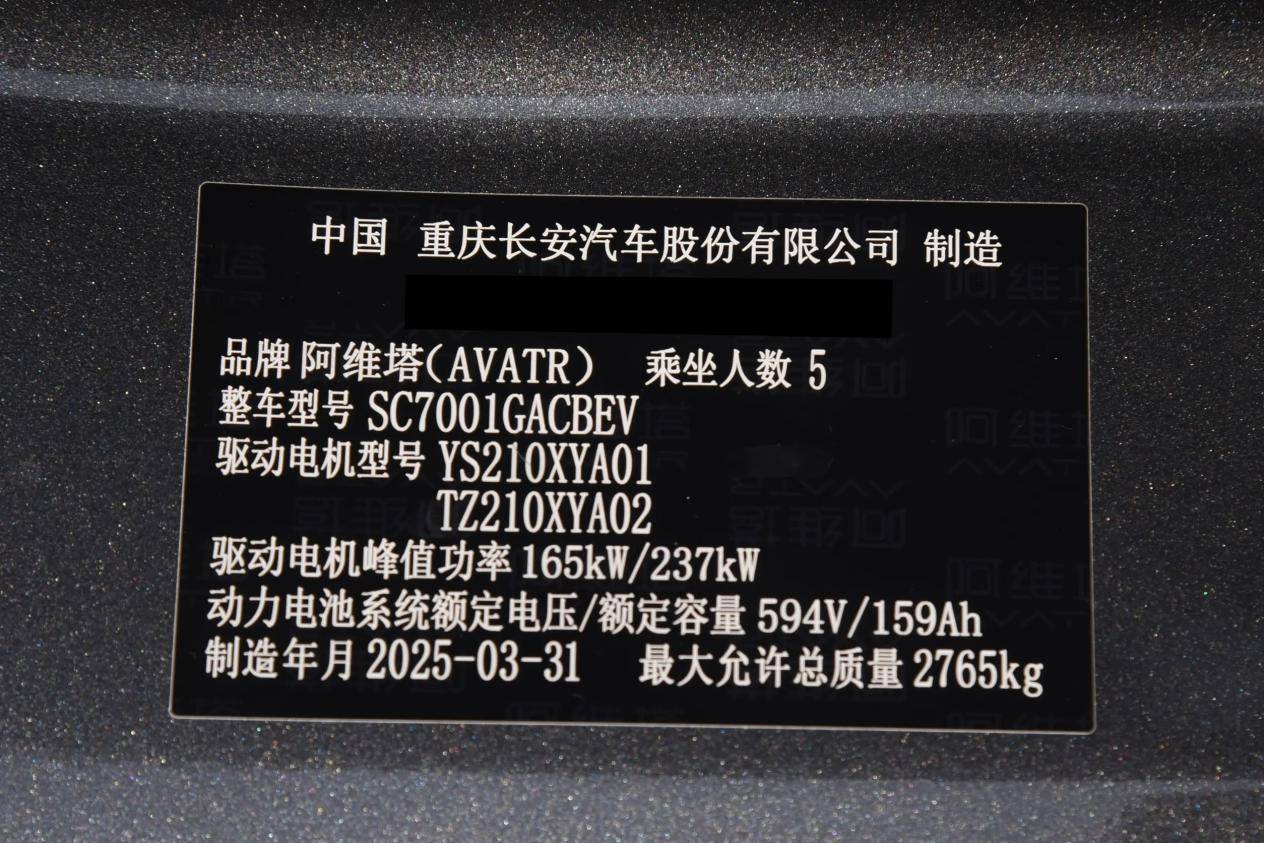 中国 重庆长安汽车股份有限公司 制造
品牌 阿维塔(AVATR) 乘坐人数 5
整车型号 SC7001GACBEV
驱动电机型号 YS210XYA01
TZ210XYA02
驱动电机峰值功率 165kW/237kW
动力电池系统额定电压/额定容量 594V/159Ah
制造年月 2025-03-31 最大允许总质量 2765kg